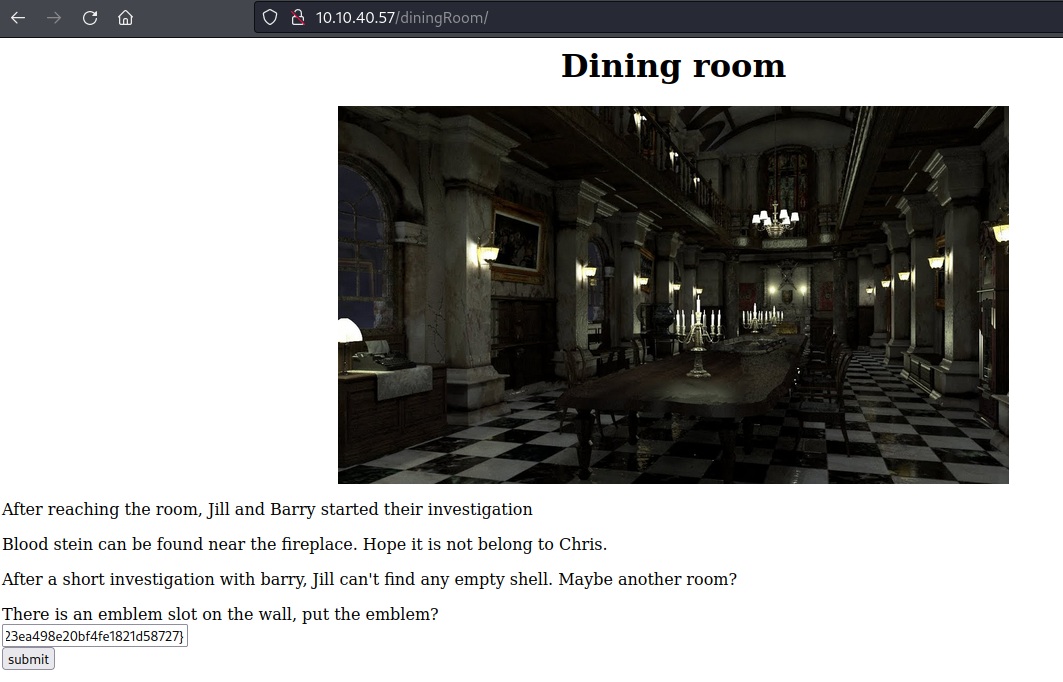 10.10.40.57/diningRoom/
Dining room
After reaching the room, Jill and Barry started their investigation
Blood stein can be found near the fireplace. Hope it is not belong to Chris.
After a short investigation with barry, Jill can't find any empty shell. Maybe another room?
There is an emblem slot on the wall, put the emblem?
23ea498e20bf4fe1821d58727}
submit